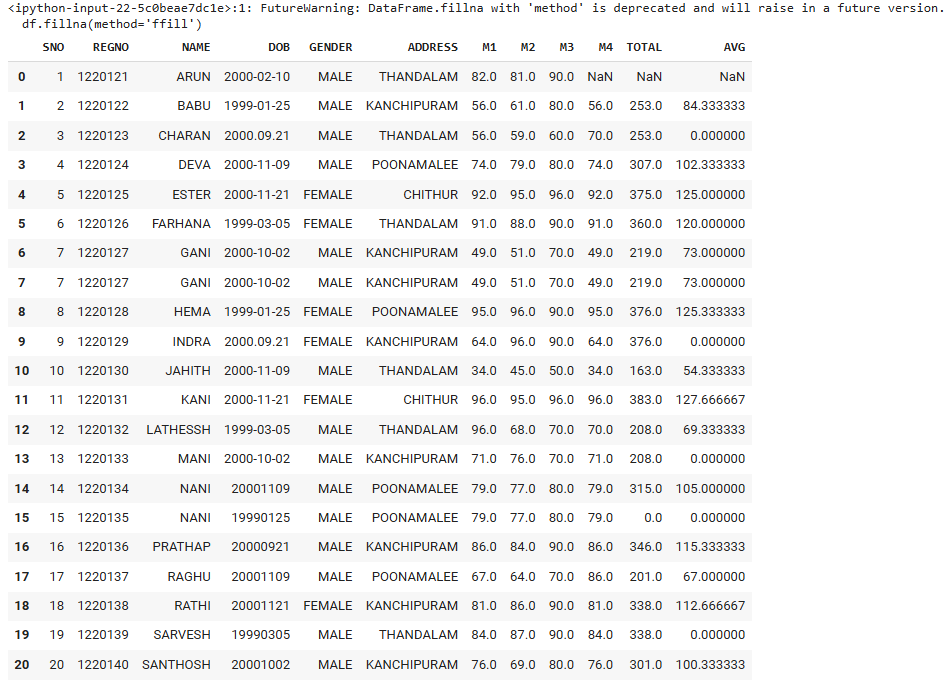 <ipython-input-22-5c0beae7dc1e>:1: FutureWarning: DataFrame.fillna with 'method' is deprecated and will raise in a future version.
df.fillna(method='ffill')
SNO REGNO NAME DOB GENDER ADDRESS M1 M2 M3 M4 TOTAL AVG
0 1 1220121 ARUN 2000-02-10 MALE THANDALAM 82.0 81.0 90.0 NaN NaN NaN
1 2 1220122 BABU 1999-01-25 MALE KANCHIPURAM 56.0 61.0 80.0 56.0 253.0 84.333333
2 3 1220123 CHARAN 2000.09.21 MALE THANDALAM 56.0 59.0 60.0 70.0 253.0 0.000000
3 4 1220124 DEVA 2000-11-09 MALE POONAMALEE 74.0 79.0 80.0 74.0 307.0 102.333333
4 5 1220125 ESTER 2000-11-21 FEMALE CHITHUR 92.0 95.0 96.0 92.0 375.0 125.000000
5 6 1220126 FARHANA 1999-03-05 FEMALE THANDALAM 91.0 88.0 90.0 91.0 360.0 120.000000
6 7 1220127 GANI 2000-10-02 MALE KANCHIPURAM 49.0 51.0 70.0 49.0 219.0 73.000000
7 7 1220127 GANI 2000-10-02 MALE KANCHIPURAM 49.0 51.0 70.0 49.0 219.0 73.000000
8 8 1220128 HEMA 1999-01-25 FEMALE POONAMALEE 95.0 96.0 90.0 95.0 376.0 125.333333
9 9 1220129 INDRA 2000.09.21 FEMALE KANCHIPURAM 64.0 96.0 90.0 64.0 376.0 0.000000
10 10 1220130 JAHITH 2000-11-09 MALE THANDALAM 34.0 45.0 50.0 34.0 163.0 54.333333
11 11 1220131 KANI 2000-11-21 FEMALE CHITHUR 96.0 95.0 96.0 96.0 383.0 127.666667
12 12 1220132 LATHESSH 1999-03-05 MALE THANDALAM 96.0 68.0 70.0 70.0 208.0 69.333333
13 13 1220133 MANI 2000-10-02 MALE KANCHIPURAM 71.0 76.0 70.0 71.0 208.0 0.000000
14 14 1220134 NANI 20001109 MALE POONAMALEE 79.0 77.0 80.0 79.0 315.0 105.000000
15 15 1220135 NANI 19990125 MALE POONAMALEE 79.0 77.0 80.0 79.0 0.0 0.000000
16 16 1220136 PRATHAP 20000921 MALE KANCHIPURAM 86.0 84.0 90.0 86.0 346.0 115.333333
17 17 1220137 RAGHU 20001109 MALE POONAMALEE 67.0 64.0 70.0 86.0 201.0 67.000000
18 18 1220138 RATHI 20001121 FEMALE KANCHIPURAM 81.0 86.0 90.0 81.0 338.0 112.666667
19 19 1220139 SARVESH 19990305 MALE THANDALAM 84.0 87.0 90.0 84.0 338.0 0.000000
20 20 1220140 SANTHOSH 20001002 MALE KANCHIPURAM 76.0 69.0 80.0 76.0 301.0 100.333333